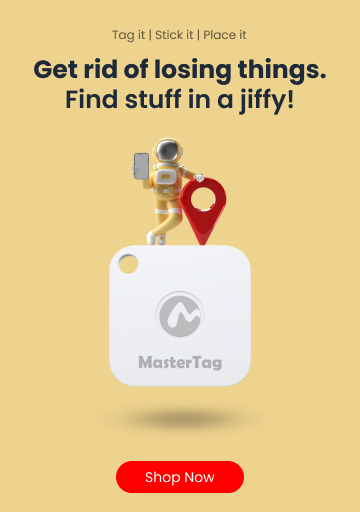 Tag it | Stick it | Place it
Get rid of losing things.
Find stuff in a jiffy!
MasterTag
Shop Now